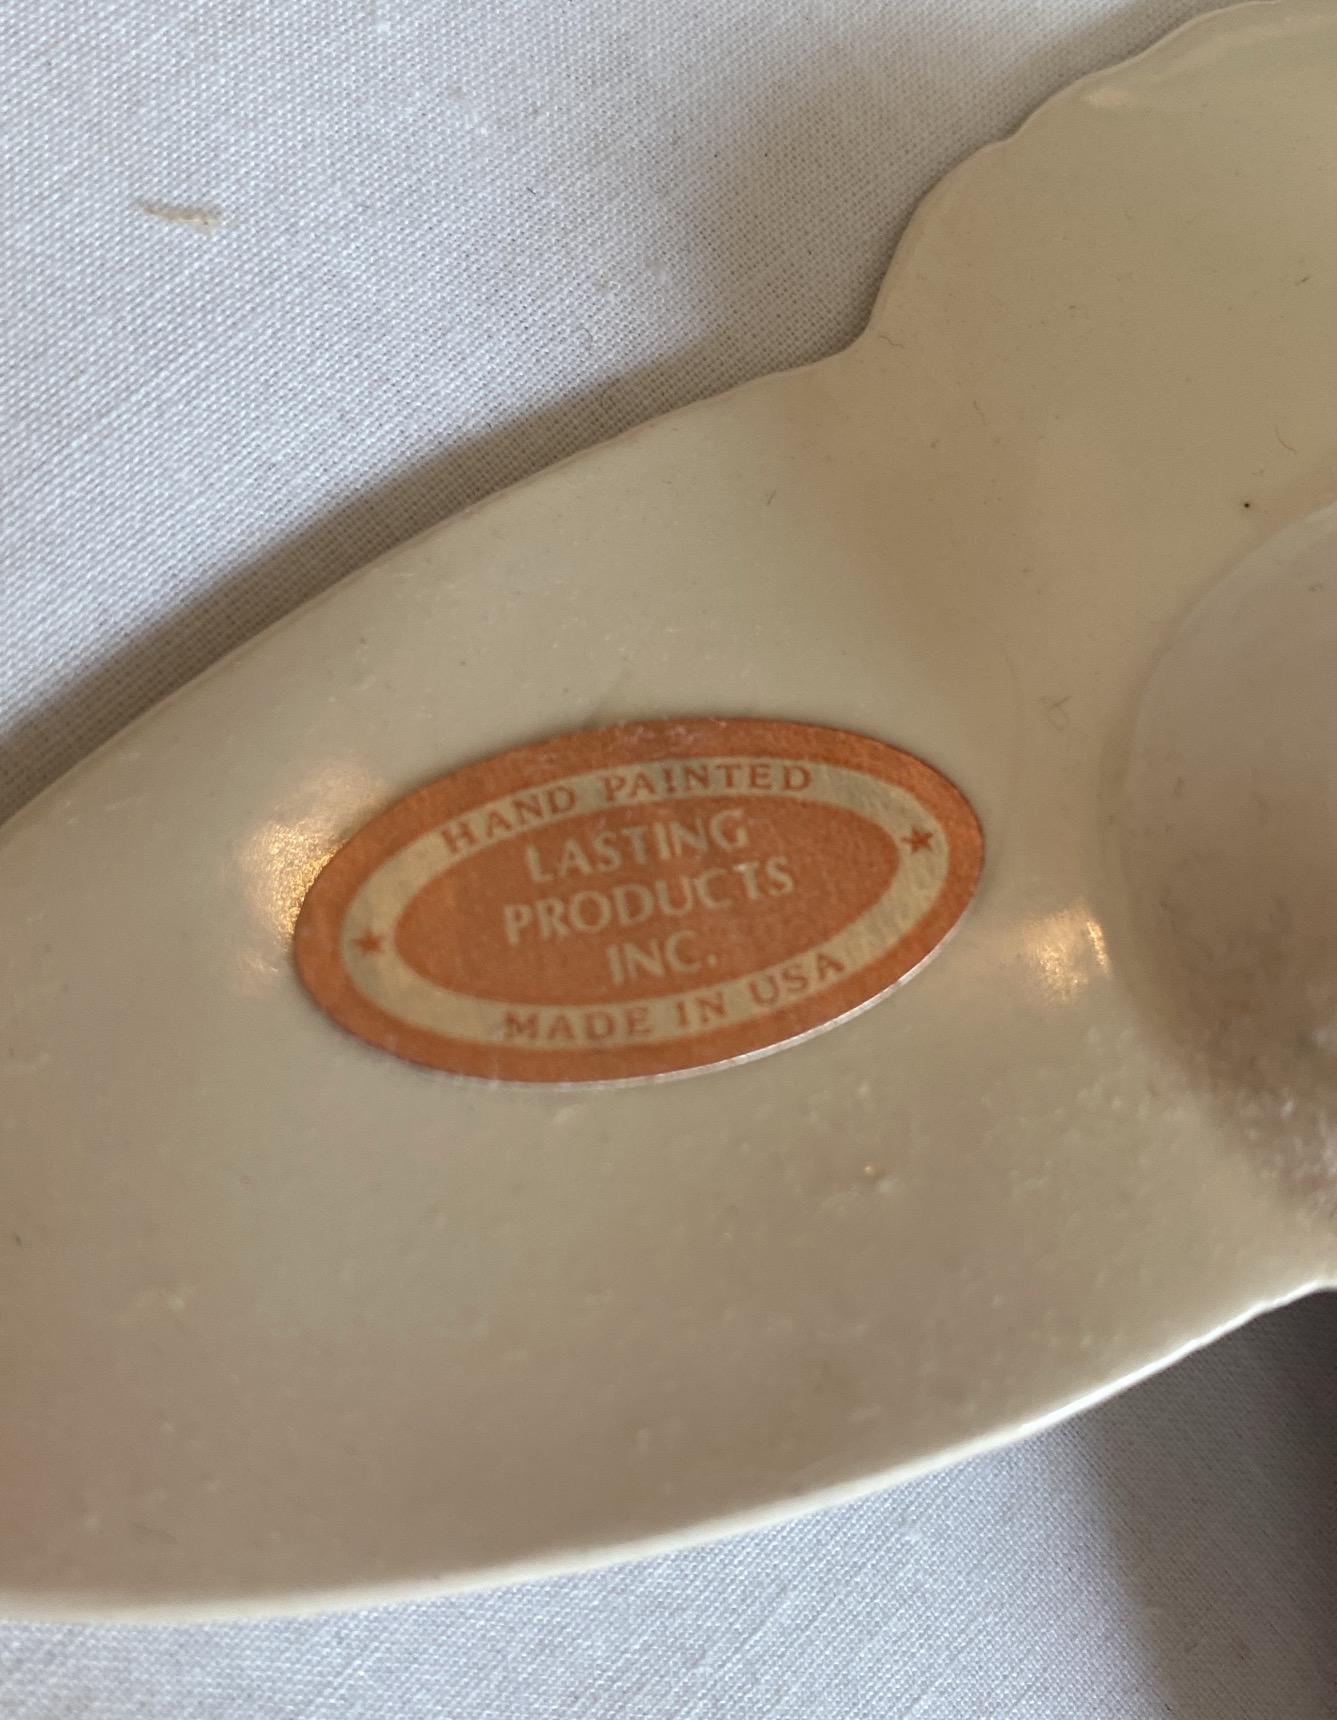 HAND PAINTED
LASTING
PRODUCTS
INC.
MADE IN USA